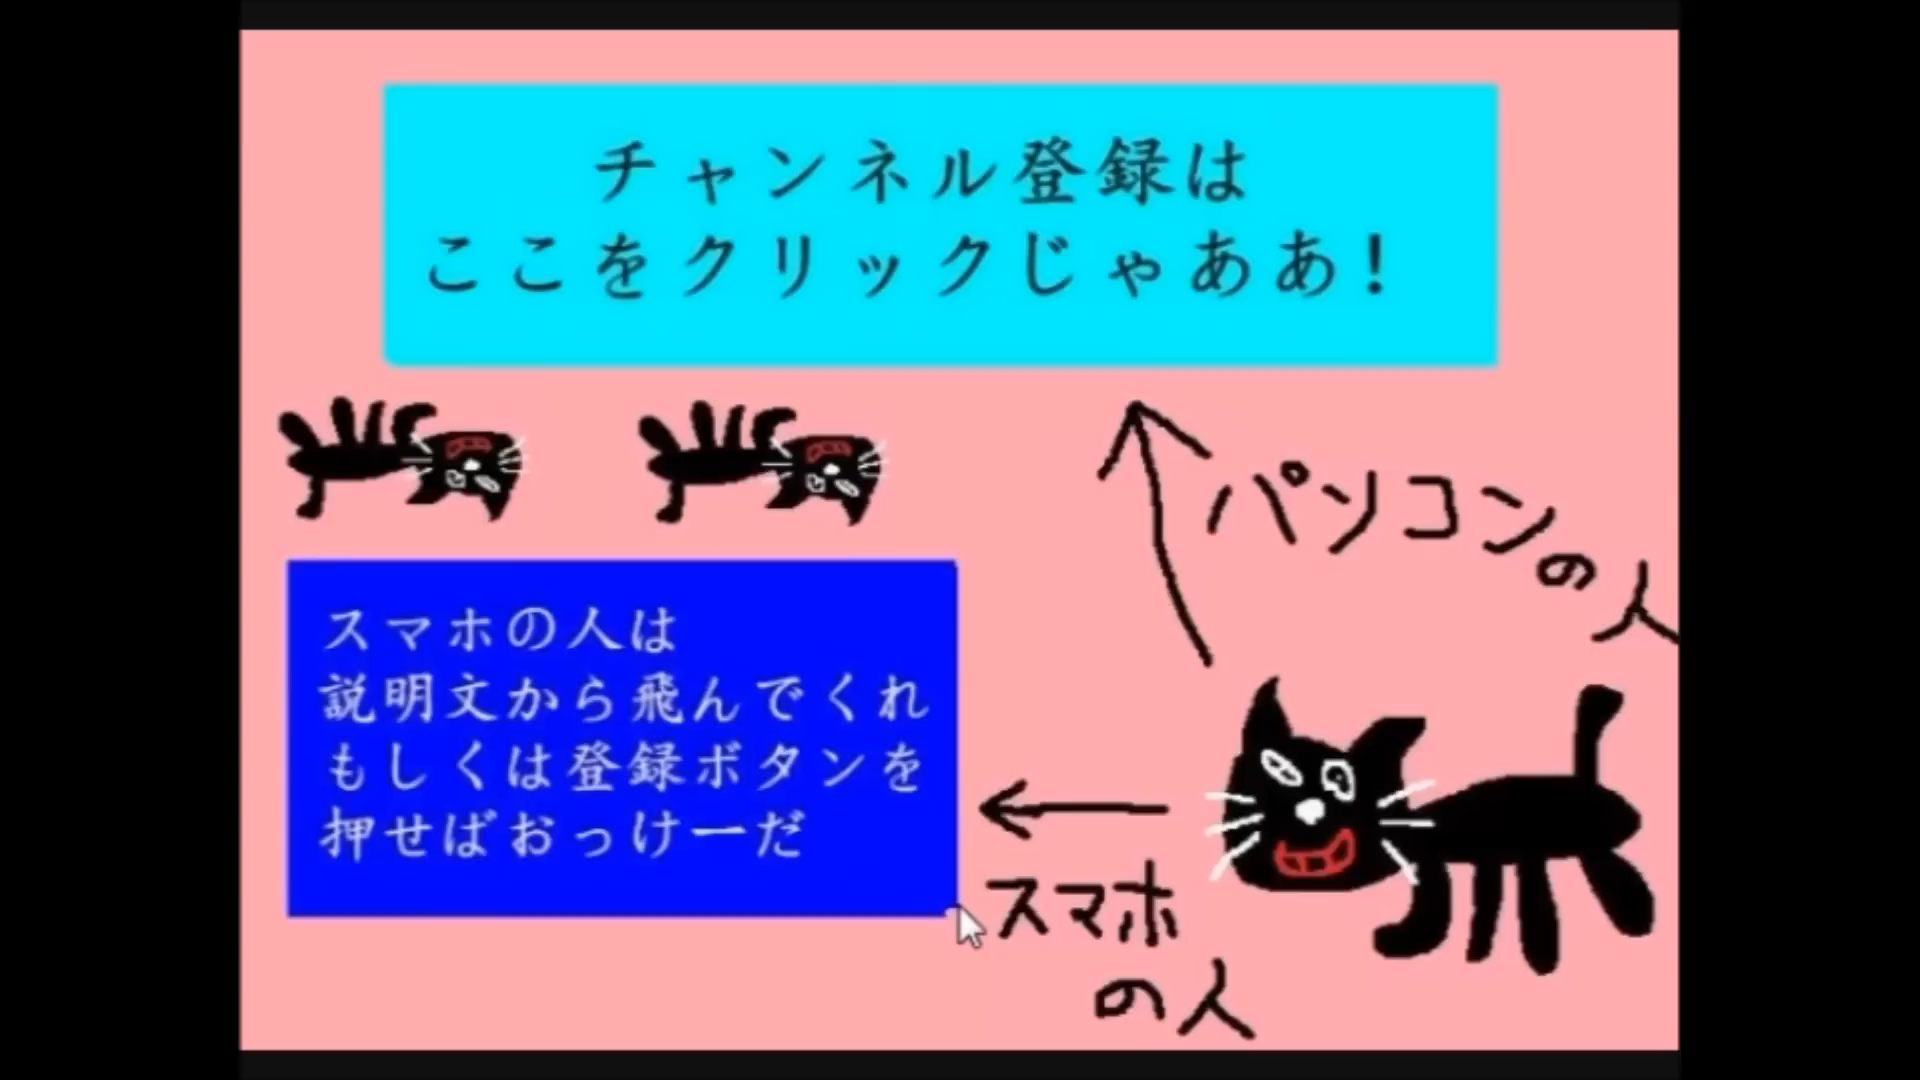 チャンネル登録は
ここをクリックじゃああ!
パソコンの人
スマホの人は
説明文から飛んでくれ
もしくは登録ボタンを
押せばおっけーだ
スマホ
の人